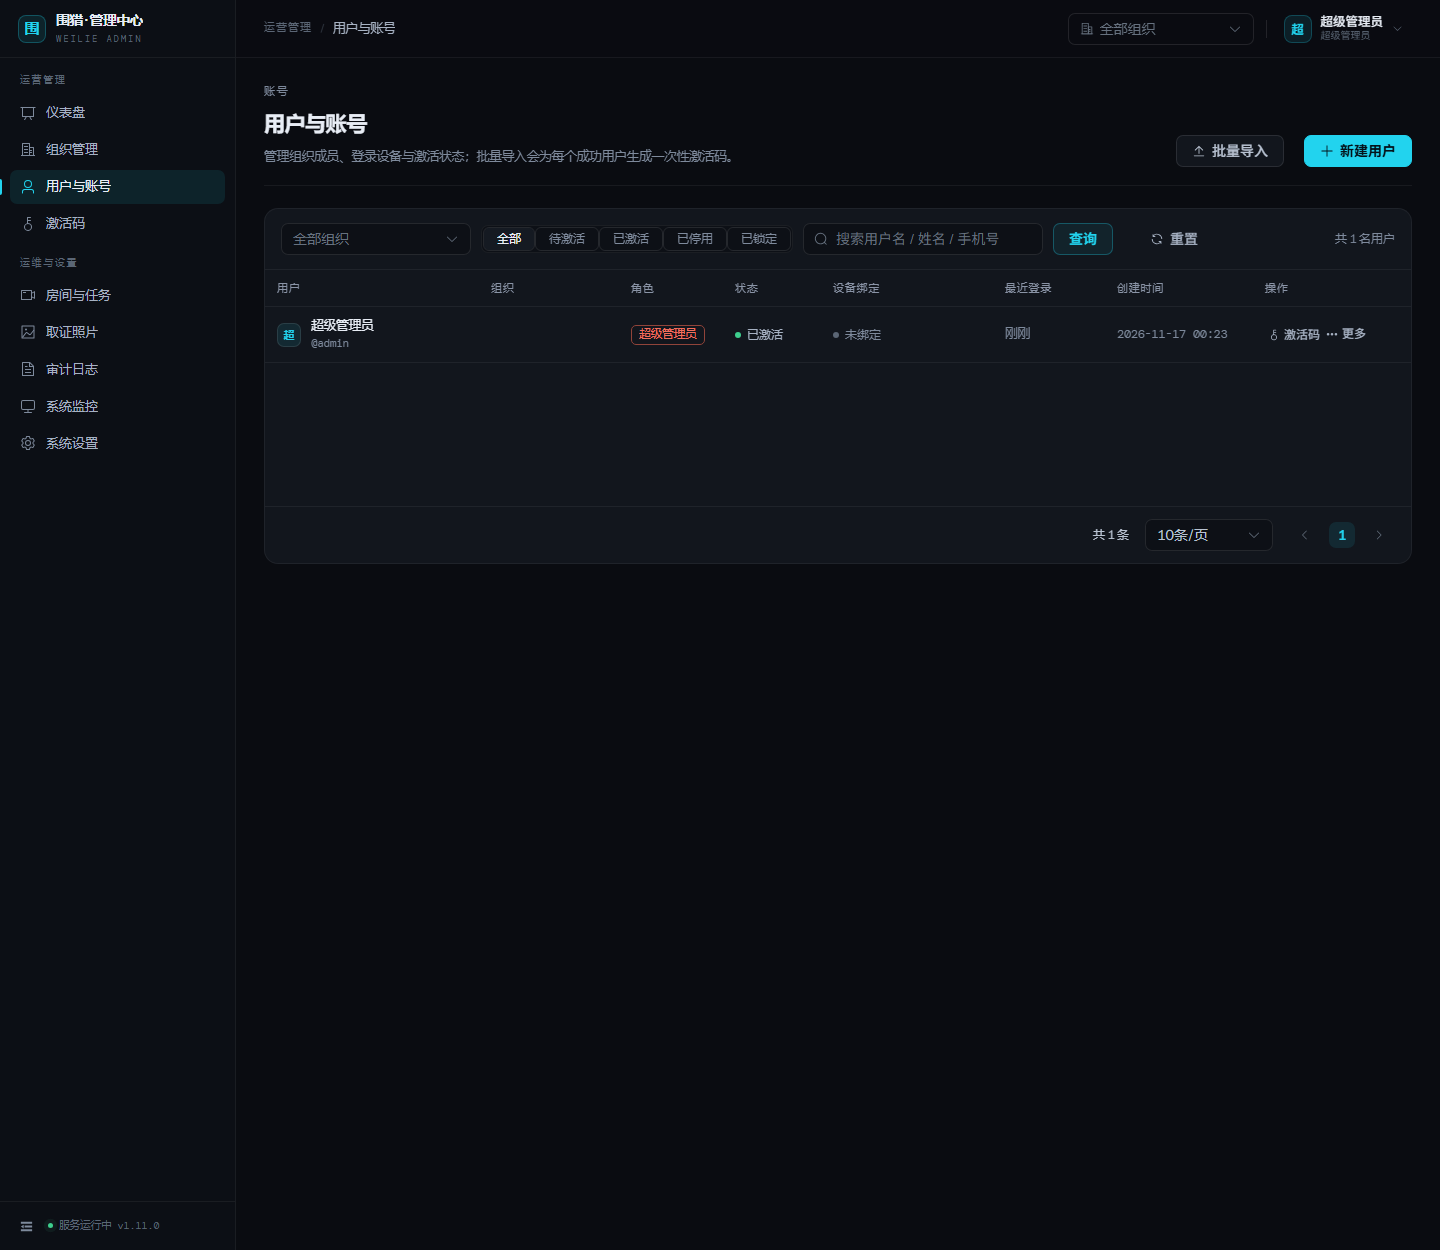 围 围猎·管理中心
WEILIE ADMIN
运营管理 / 用户与账号
全部组织
超 超级管理员
超级管理员
运营管理
仪表盘
组织管理
用户与账号
激活码
运维与设置
房间与任务
取证照片
审计日志
系统监控
系统设置
账号
用户与账号
管理组织成员、登录设备与激活状态；批量导入会为每个成功用户生成一次性激活码。
批量导入
新建用户
全部组织
全部 待激活 已激活 已停用 已锁定
搜索用户名 / 姓名 / 手机号
查询
重置
共 1 名用户
用户 组织 角色 状态 设备绑定 最近登录 创建时间 操作
超 超级管理员
@admin
超级管理员 已激活 未绑定 刚刚 2026-11-17 00:23 激活码 更多
共 1 条 10条/页 1
服务运行中 v1.11.0